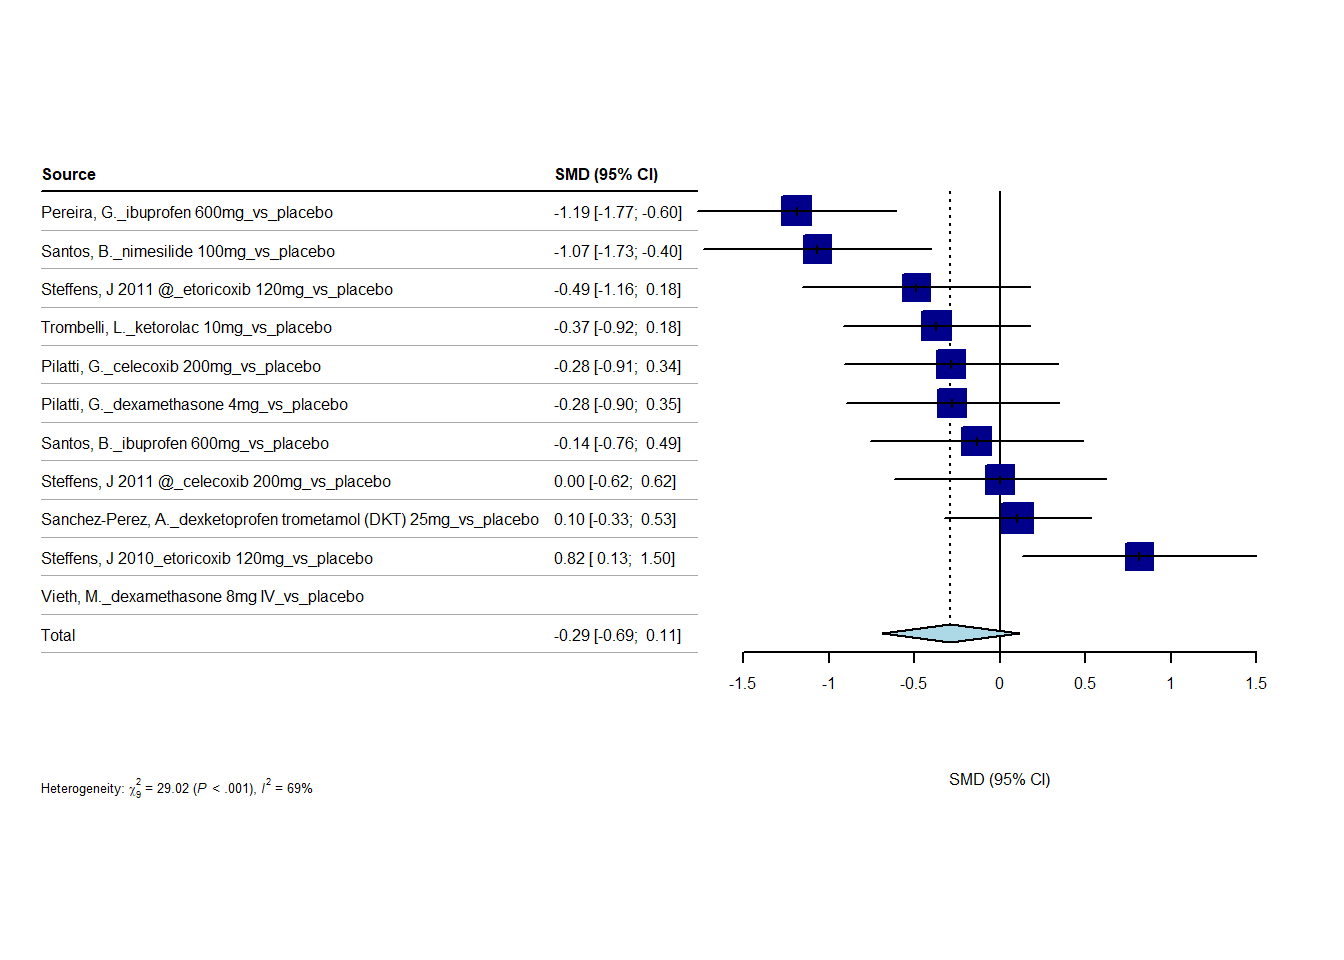 Source SMD (95% CI)
Pereira, G._ibuprofen 600mg_vs_placebo -1.19 [-1.77; -0.60]
Santos, B._nimesilide 100mg_vs_placebo -1.07 [-1.73; -0.40]
Steffens, J 2011 @_etoricoxib 120mg_vs_placebo -0.49 [-1.16; 0.18]
Trombelli, L._ketorolac 10mg_vs_placebo -0.37 [-0.92; 0.18]
Pilatti, G._celecoxib 200mg_vs_placebo -0.28 [-0.91; 0.34]
Pilatti, G._dexamethasone 4mg_vs_placebo -0.28 [-0.90; 0.35]
Santos, B._ibuprofen 600mg_vs_placebo -0.14 [-0.76; 0.49]
Steffens, J 2011 @_celecoxib 200mg_vs_placebo 0.00 [-0.62; 0.62]
Sanchez-Perez, A._dexketoprofen trometamol (DKT) 25mg_vs_placebo 0.10 [-0.33; 0.53]
Steffens, J 2010_etoricoxib 120mg_vs_placebo 0.82 [ 0.13; 1.50]
Vieth, M._dexamethasone 8mg IV_vs_placebo
Total -0.29 [-0.69; 0.11]
-1.5 -1 -0.5 0 0.5 1 1.5
SMD (95% CI)
Heterogeneity: χ²₉ = 29.02 (P < .001), I² = 69%